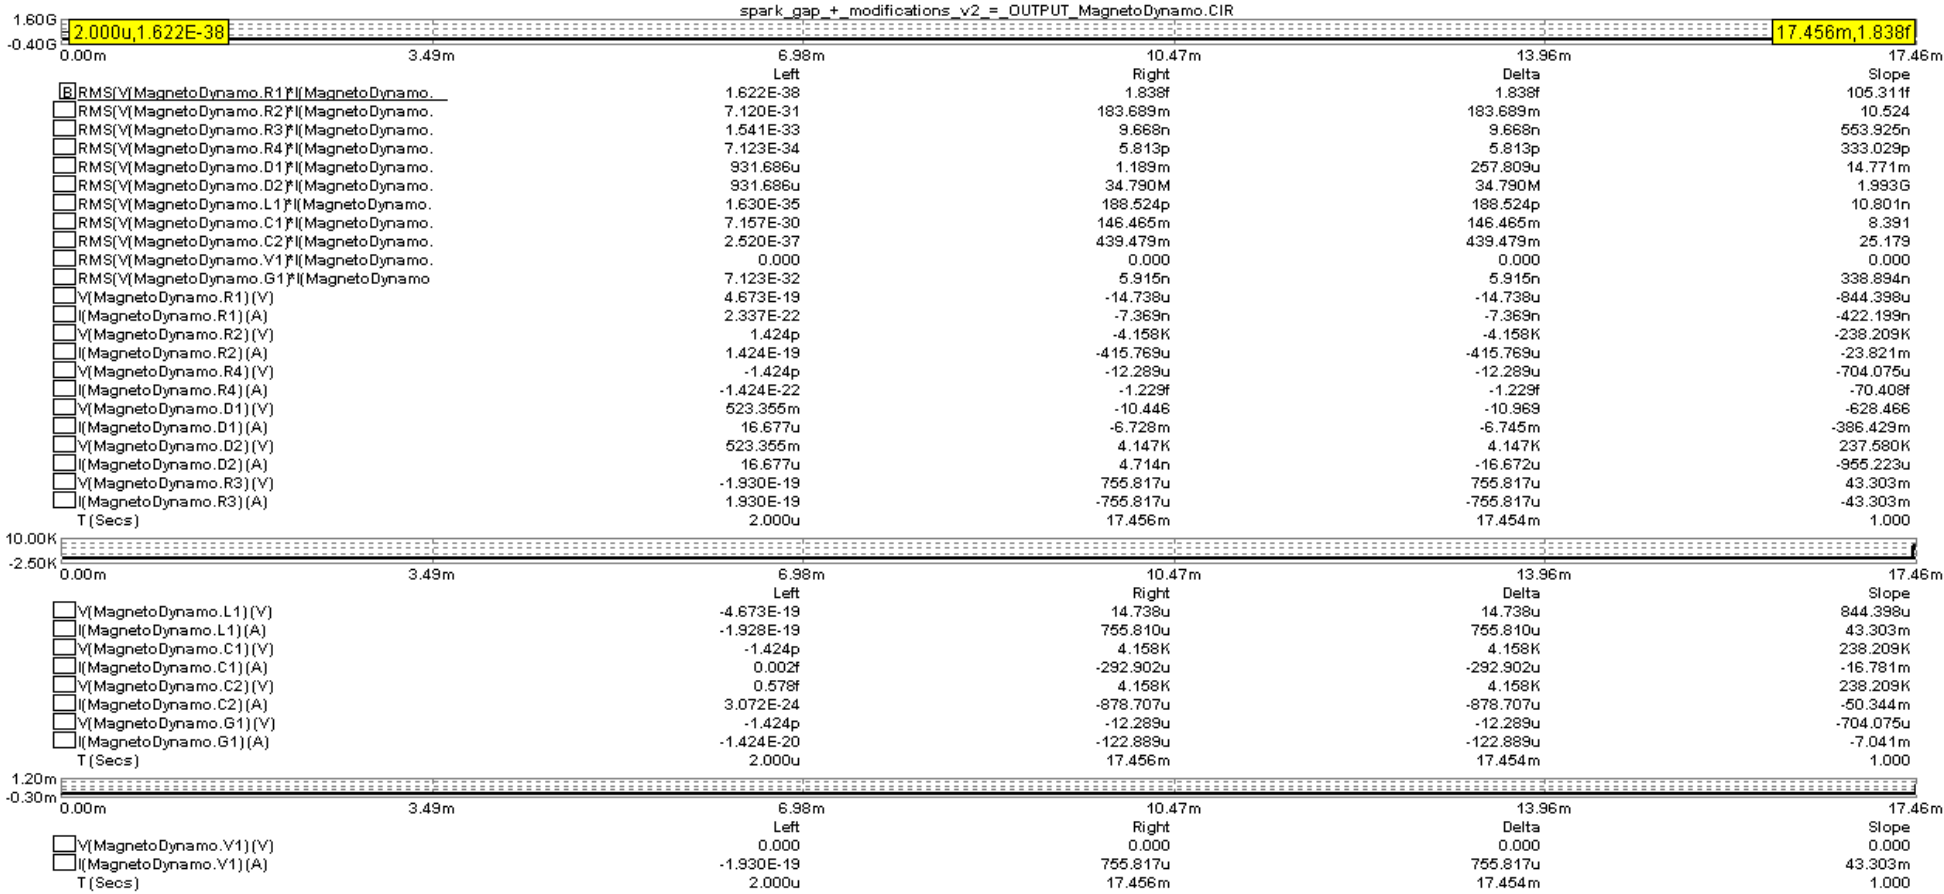 spark_gap_+_modifications_v2_=_OUTPUT_MagnetoDynamo.CIR
1.60G
2.000u,1.622E-38 17.456m,1.838f
-0.40G
0.00m 3.49m 6.98m 10.47m 13.96m 17.46m
Left Right Delta Slope
B RMS(V(MagnetoDynamo.R1)*I(MagnetoDynamo. 1.622E-38 1.838f 1.838f 105.311f
RMS(V(MagnetoDynamo.R2)*I(MagnetoDynamo. 7.120E-31 183.689m 183.689m 10.524
RMS(V(MagnetoDynamo.R3)*I(MagnetoDynamo. 1.541E-33 9.668n 9.668n 553.925n
RMS(V(MagnetoDynamo.R4)*I(MagnetoDynamo. 7.123E-34 5.813p 5.813p 333.029p
RMS(V(MagnetoDynamo.D1)*I(MagnetoDynamo. 931.686u 1.189m 257.809u 14.771m
RMS(V(MagnetoDynamo.D2)*I(MagnetoDynamo. 931.686u 34.790M 34.790M 1.993G
RMS(V(MagnetoDynamo.L1)*I(MagnetoDynamo. 1.630E-35 188.524p 188.524p 10.801n
RMS(V(MagnetoDynamo.C1)*I(MagnetoDynamo. 7.157E-30 146.465m 146.465m 8.391
RMS(V(MagnetoDynamo.C2)*I(MagnetoDynamo. 2.520E-37 439.479m 439.479m 25.179
RMS(V(MagnetoDynamo.V1)*I(MagnetoDynamo. 0.000 0.000 0.000 0.000
RMS(V(MagnetoDynamo.G1)*I(MagnetoDynamo 7.123E-32 5.915n 5.915n 338.894n
V(MagnetoDynamo.R1)(V) 4.673E-19 -14.738u -14.738u -844.398u
I(MagnetoDynamo.R1)(A) 2.337E-22 -7.369n -7.369n -422.199n
V(MagnetoDynamo.R2)(V) 1.424p -4.158K -4.158K -238.209K
I(MagnetoDynamo.R2)(A) 1.424E-19 -415.769u -415.769u -23.821m
V(MagnetoDynamo.R4)(V) -1.424p -12.289u -12.289u -704.075u
I(MagnetoDynamo.R4)(A) -1.424E-22 -1.229f -1.229f -70.408f
V(MagnetoDynamo.D1)(V) 523.355m -10.446 -10.969 -628.466
I(MagnetoDynamo.D1)(A) 16.677u -6.728m -6.745m -386.429m
V(MagnetoDynamo.D2)(V) 523.355m 4.147K 4.147K 237.580K
I(MagnetoDynamo.D2)(A) 16.677u 4.714n -16.672u -955.223u
V(MagnetoDynamo.R3)(V) -1.930E-19 755.817u 755.817u 43.303m
I(MagnetoDynamo.R3)(A) 1.930E-19 -755.817u -755.817u -43.303m
T (Secs) 2.000u 17.456m 17.454m 1.000
10.00K
-2.50K
0.00m 3.49m 6.98m 10.47m 13.96m 17.46m
Left Right Delta Slope
V(MagnetoDynamo.L1)(V) -4.673E-19 14.738u 14.738u 844.398u
I(MagnetoDynamo.L1)(A) -1.928E-19 755.810u 755.810u 43.303m
V(MagnetoDynamo.C1)(V) -1.424p 4.158K 4.158K 238.209K
I(MagnetoDynamo.C1)(A) 0.002f -292.902u -292.902u -16.781m
V(MagnetoDynamo.C2)(V) 0.578f 4.158K 4.158K 238.209K
I(MagnetoDynamo.C2)(A) 3.072E-24 -878.707u -878.707u -50.344m
V(MagnetoDynamo.G1)(V) -1.424p -12.289u -12.289u -704.075u
I(MagnetoDynamo.G1)(A) -1.424E-20 -122.889u -122.889u -7.041m
T (Secs) 2.000u 17.456m 17.454m 1.000
1.20m
-0.30m
0.00m 3.49m 6.98m 10.47m 13.96m 17.46m
Left Right Delta Slope
V(MagnetoDynamo.V1)(V) 0.000 0.000 0.000 0.000
I(MagnetoDynamo.V1)(A) -1.930E-19 755.817u 755.817u 43.303m
T (Secs) 2.000u 17.456m 17.454m 1.000